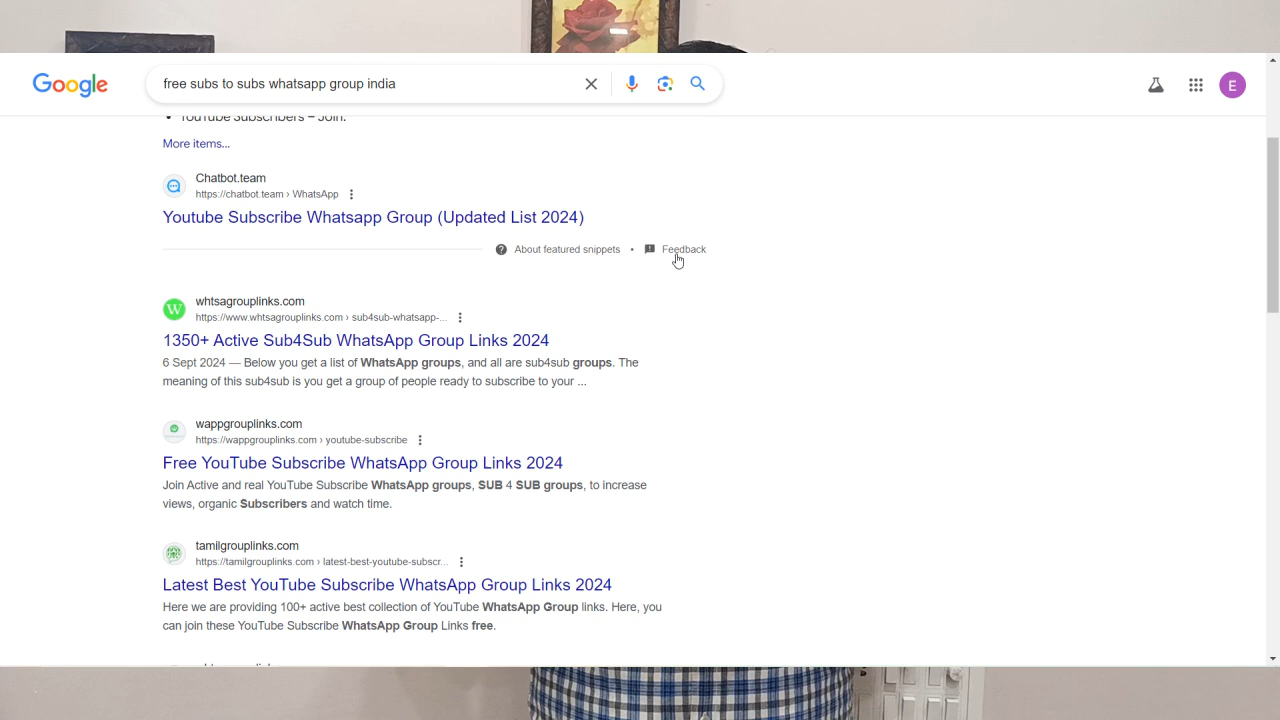 Google
free subs to subs whatsapp group india
E
YouTube Subscribers – Join.
More items...
Chatbot.team
https://chatbot.team › WhatsApp
Youtube Subscribe Whatsapp Group (Updated List 2024)
About featured snippets • Feedback
W
whtsagrouplinks.com
https://www.whtsagrouplinks.com › sub4sub-whatsapp-...
1350+ Active Sub4Sub WhatsApp Group Links 2024
6 Sept 2024 — Below you get a list of WhatsApp groups, and all are sub4sub groups. The
meaning of this sub4sub is you get a group of people ready to subscribe to your ...
wappgrouplinks.com
https://wappgrouplinks.com › youtube-subscribe
Free YouTube Subscribe WhatsApp Group Links 2024
Join Active and real YouTube Subscribe WhatsApp groups, SUB 4 SUB groups, to increase
views, organic Subscribers and watch time.
tamilgrouplinks.com
https://tamilgrouplinks.com › latest-best-youtube-subscr...
Latest Best YouTube Subscribe WhatsApp Group Links 2024
Here we are providing 100+ active best collection of YouTube WhatsApp Group links. Here, you
can join these YouTube Subscribe WhatsApp Group Links free.